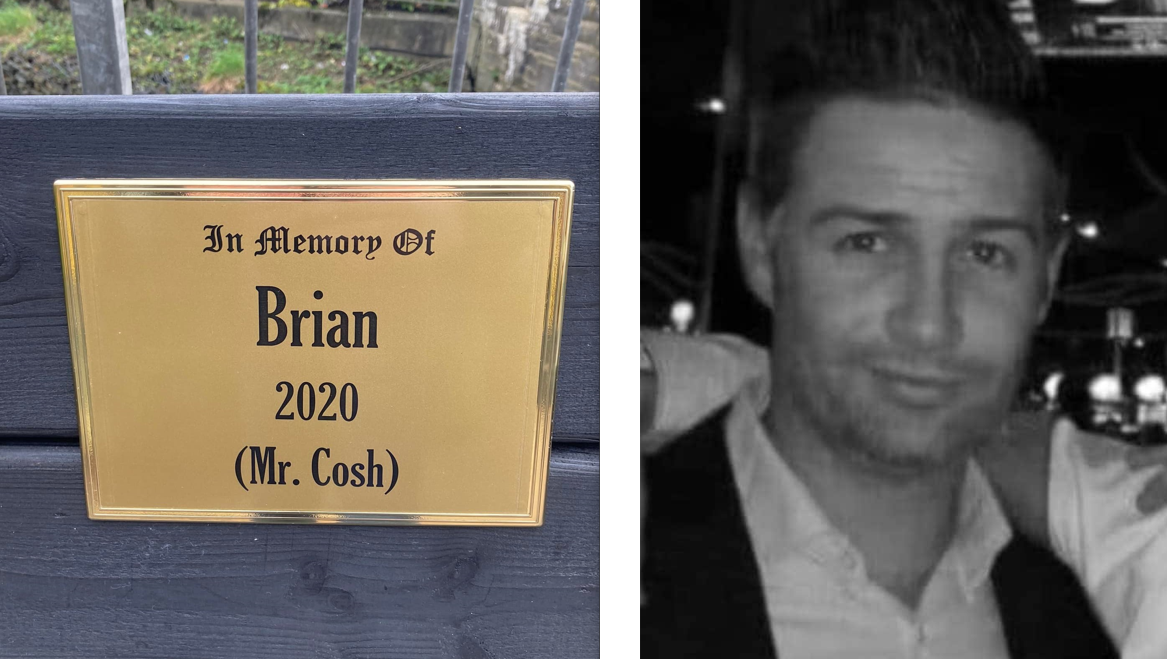 In Memory Of
Brian
2020
(Mr. Cosh)